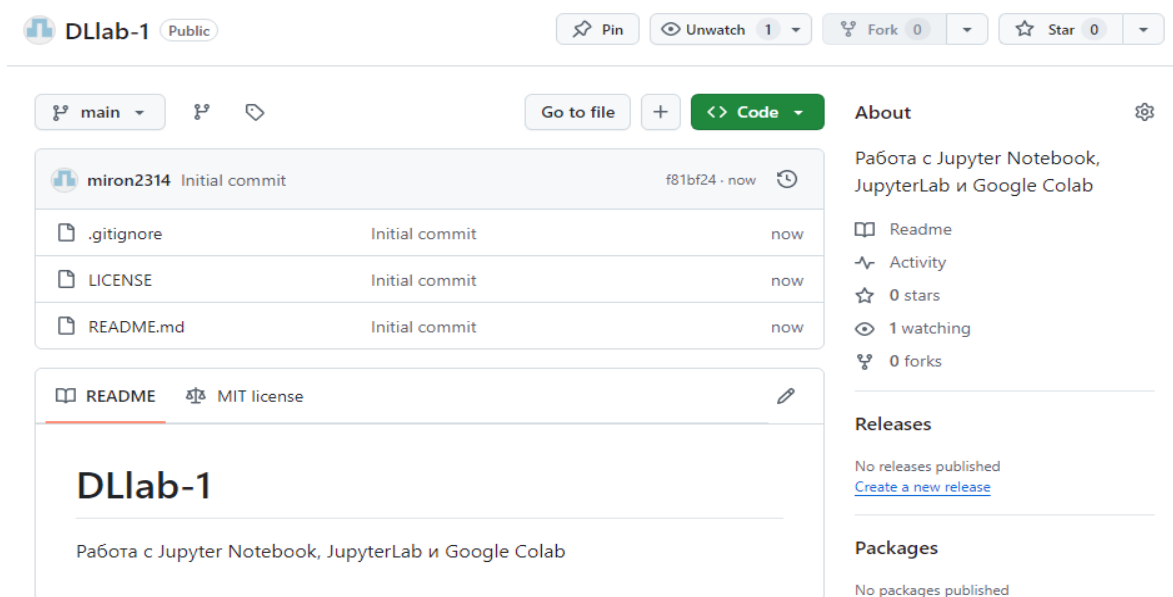 DLlab-1 Public Pin Unwatch 1 Fork 0 Star 0
main Go to file + <> Code
miron2314 Initial commit f81bf24 · now
.gitignore Initial commit now
LICENSE Initial commit now
README.md Initial commit now
README MIT license
DLlab-1
Работа с Jupyter Notebook, JupyterLab и Google Colab
About
Работа с Jupyter Notebook,
JupyterLab и Google Colab
Readme
Activity
0 stars
1 watching
0 forks
Releases
No releases published
Create a new release
Packages
No packages published